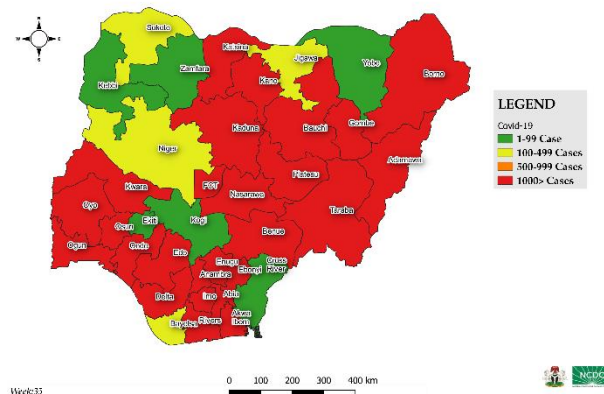 Sokoto
Katsina
Jigawa
Yobe
Zamfara
Kano
Borno
Kebbi
Gombe
Kaduna
Bauchi
Niger
Adamawa
Plateau
Kwara
FCT
Nasarawa
Taraba
Oyo
Ekiti
Kogi
Osun
Benue
Ogun
Ondo
Edo
Enugu
Cross
River
Anambra
Ebonyi
Delta
Imo
Abia
Akwa
Ibom
Rivers
Bayelsa
LEGEND
Covid-19
1-99 Case
100-499 Cases
500-999 Cases
1000> Cases
Week:35
0 100 200 300 400 km
NCDC